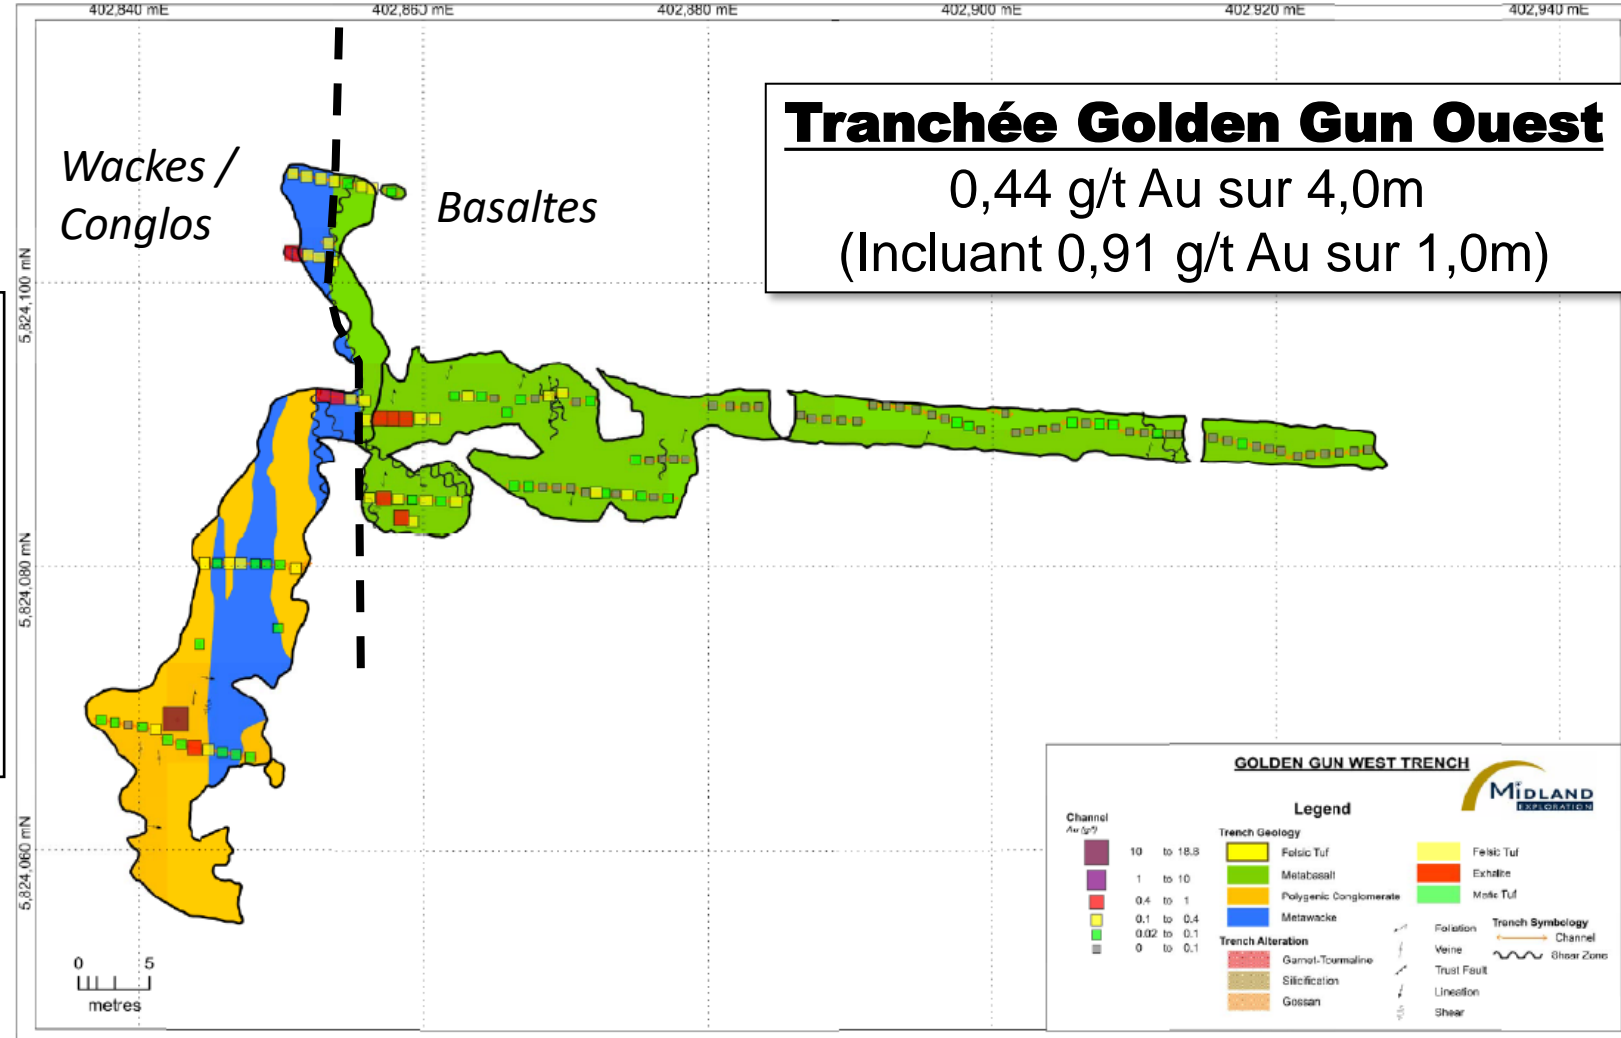 402,840 mE
402,860 mE
402,880 mE
402,900 mE
402,920 mE
402,940 mE
Tranchée Golden Gun Ouest
0,44 g/t Au sur 4,0m
(Incluant 0,91 g/t Au sur 1,0m)
Wackes /
Conglos
Basaltes
5,824,100 mN
5,824,080 mN
5,824,060 mN
0 5
metres
GOLDEN GUN WEST TRENCH
MIDLAND
EXPLORATION
Legend
Channel
Au (g/t)
10 to 18.8
1 to 10
0.4 to 1
0.1 to 0.4
0.02 to 0.1
0 to 0.1
Trench Geology
Felsic Tuf
Metabasalt
Polygenic Conglomerate
Metawacke
Felsic Tuf
Exhalite
Mafic Tuf
Trench Alteration
Garnet-Tourmaline
Silicification
Gossan
Foliation
Veine
Trust Fault
Lineation
Shear
Trench Symbology
Channel
Shear Zone